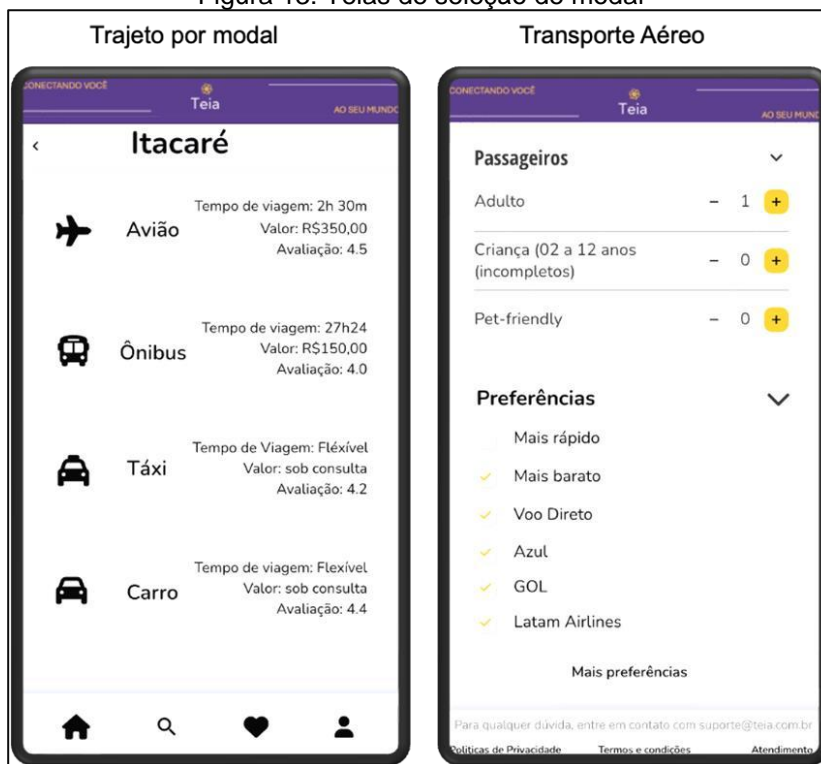 Trajeto por modal
Transporte Aéreo
CONECTANDO VOCÊ
Teia
AO SEU MUNDO
Itacaré
Avião
Tempo de viagem: 2h 30m
Valor: R$350,00
Avaliação: 4.5
Ônibus
Tempo de viagem: 27h24
Valor: R$150,00
Avaliação: 4.0
Táxi
Tempo de Viagem: Fléxível
Valor: sob consulta
Avaliação: 4.2
Carro
Tempo de viagem: Flexível
Valor: sob consulta
Avaliação: 4.4
CONECTANDO VOCÊ
Teia
AO SEU MUND
Passageiros
Adulto
- 1 +
Criança (02 a 12 anos
(incompletos)
- 0 +
Pet-friendly
- 0 +
Preferências
Mais rápido
Mais barato
Voo Direto
Azul
GOL
Latam Airlines
Mais preferências
Para qualquer dúvida, entre em contato com suporte@teia.com.br
Políticas de Privacidade
Termos e condições
Atendimento